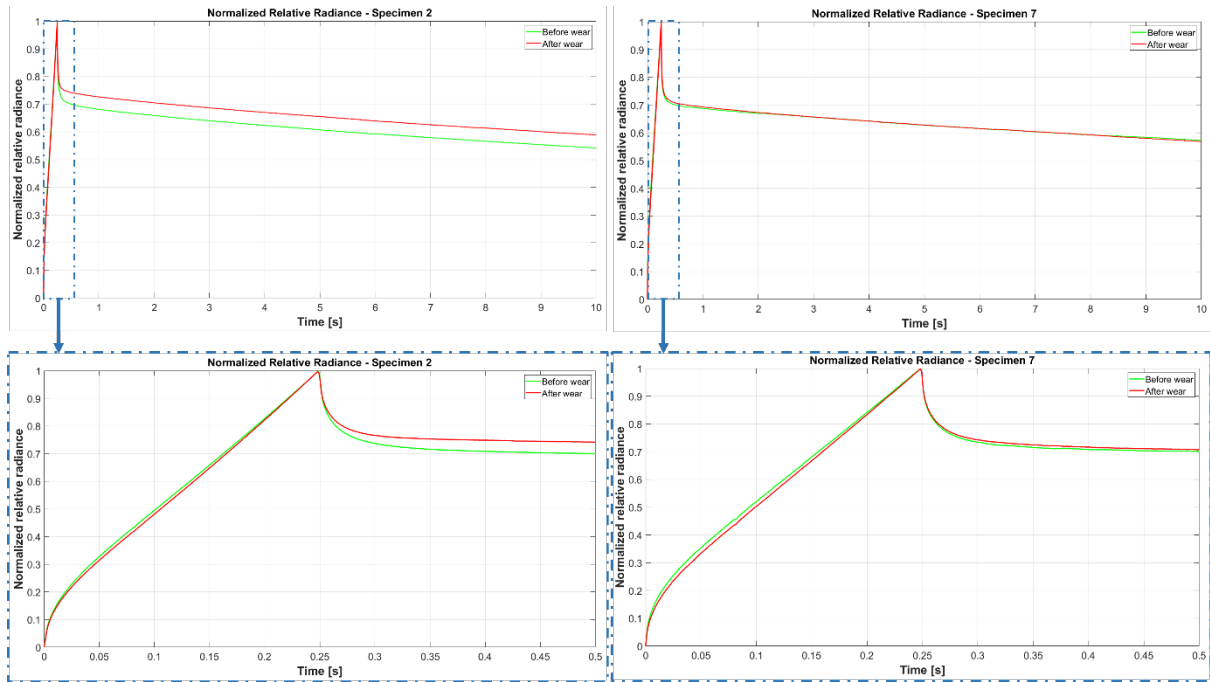 Normalized Relative Radiance - Specimen 2
Normalized relative radiance
1
0.9
0.8
0.7
0.6
0.5
0.4
0.3
0.2
0.1
0
Before wear
After wear
0 1 2 3 4 5 6 7 8 9 10
Time [s]
Normalized Relative Radiance - Specimen 7
Normalized relative radiance
1
0.9
0.8
0.7
0.6
0.5
0.4
0.3
0.2
0.1
0
Before wear
After wear
0 1 2 3 4 5 6 7 8 9 10
Time [s]
Normalized Relative Radiance - Specimen 2
Normalized relative radiance
1
0.9
0.8
0.7
0.6
0.5
0.4
0.3
0.2
0.1
0
Before wear
After wear
0 0.05 0.1 0.15 0.2 0.25 0.3 0.35 0.4 0.45 0.5
Time [s]
Normalized Relative Radiance - Specimen 7
Normalized relative radiance
1
0.9
0.8
0.7
0.6
0.5
0.4
0.3
0.2
0.1
0
Before wear
After wear
0 0.05 0.1 0.15 0.2 0.25 0.3 0.35 0.4 0.45 0.5
Time [s]